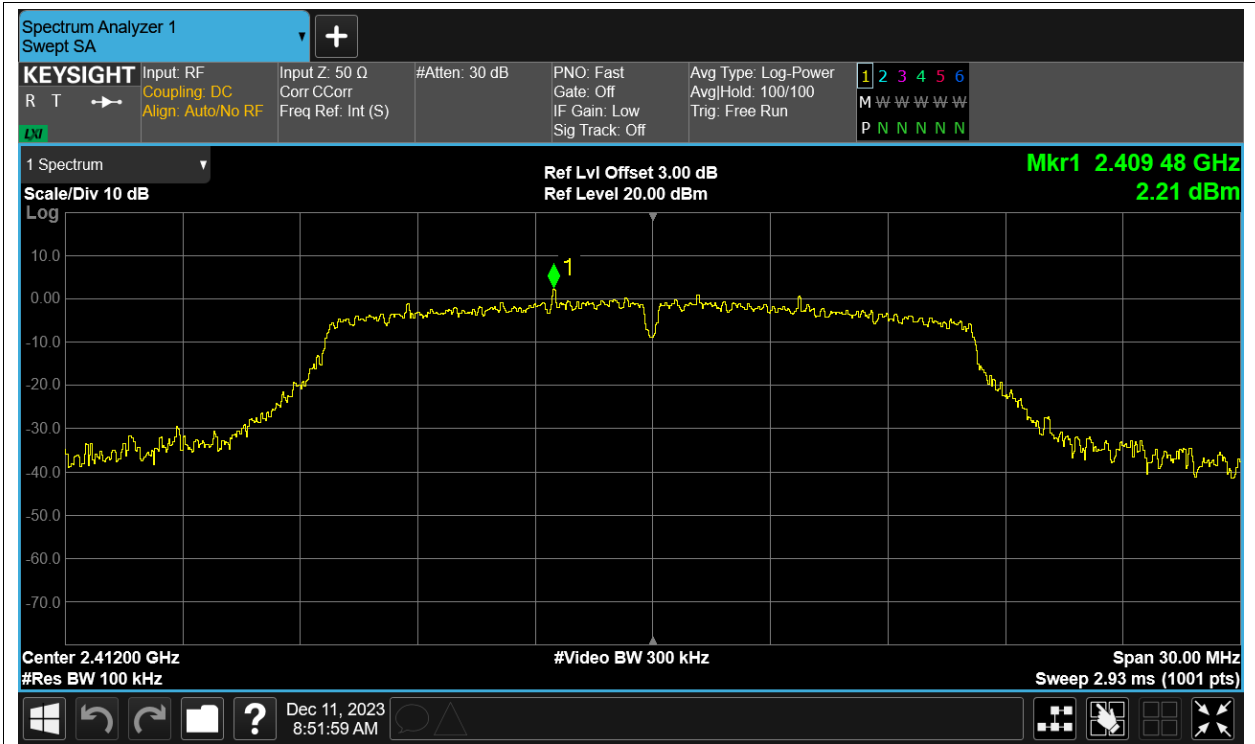 Spectrum Analyzer 1
Swept SA
KEYSIGHT
R T
LXI
Input: RF
Coupling: DC
Align: Auto/No RF
Input Z: 50 Ω
Corr CCorr
Freq Ref: Int (S)
#Atten: 30 dB
PNO: Fast
Gate: Off
IF Gain: Low
Sig Track: Off
Avg Type: Log-Power
Avg|Hold: 100/100
Trig: Free Run
1 2 3 4 5 6
M W W W W W
P N N N N N N
1 Spectrum
Scale/Div 10 dB
Log
Ref Lvl Offset 3.00 dB
Ref Level 20.00 dBm
Mkr1 2.409 48 GHz
2.21 dBm
1
10.0
0.00
-10.0
-20.0
-30.0
-40.0
-50.0
-60.0
-70.0
Center 2.41200 GHz
#Res BW 100 kHz
#Video BW 300 kHz
Span 30.00 MHz
Sweep 2.93 ms (1001 pts)
?
Dec 11, 2023
8:51:59 AM